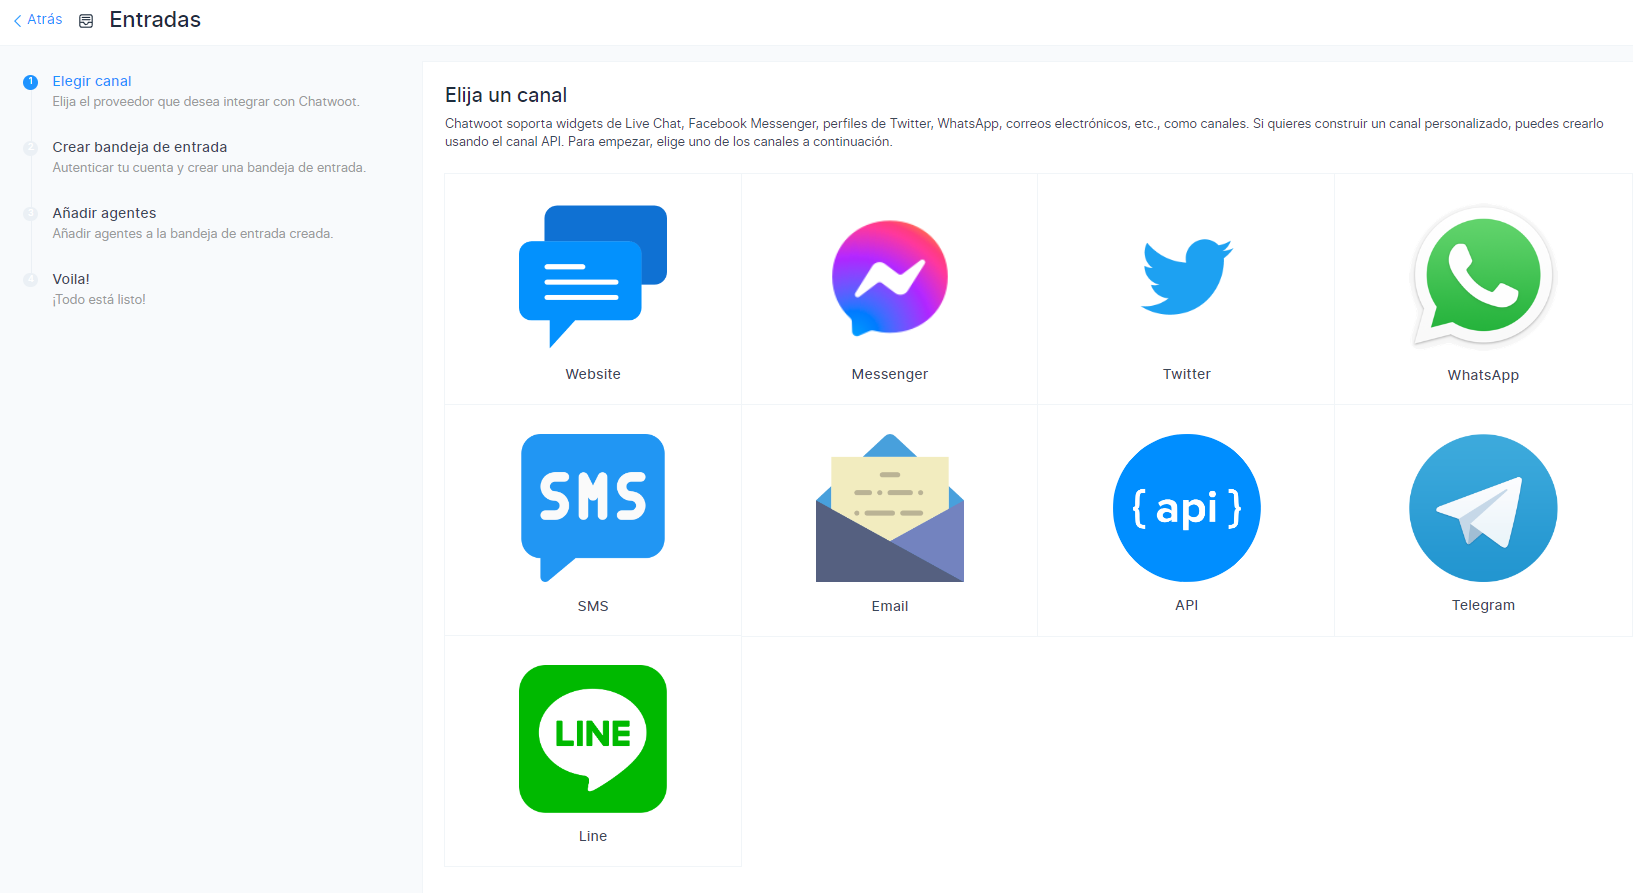 Atrás
Entradas
1
Elegir canal
Elija el proveedor que desea integrar con Chatwoot.
2
Crear bandeja de entrada
Autenticar tu cuenta y crear una bandeja de entrada.
3
Añadir agentes
Añadir agentes a la bandeja de entrada creada.
4
Voila!
¡Todo está listo!
Elija un canal
Chatwoot soporta widgets de Live Chat, Facebook Messenger, perfiles de Twitter, WhatsApp, correos electrónicos, etc., como canales. Si quieres construir un canal personalizado, puedes crearlo
usando el canal API. Para empezar, elige uno de los canales a continuación.
Website
Messenger
Twitter
WhatsApp
SMS
{ api }
SMS
Email
API
Telegram
LINE
Line